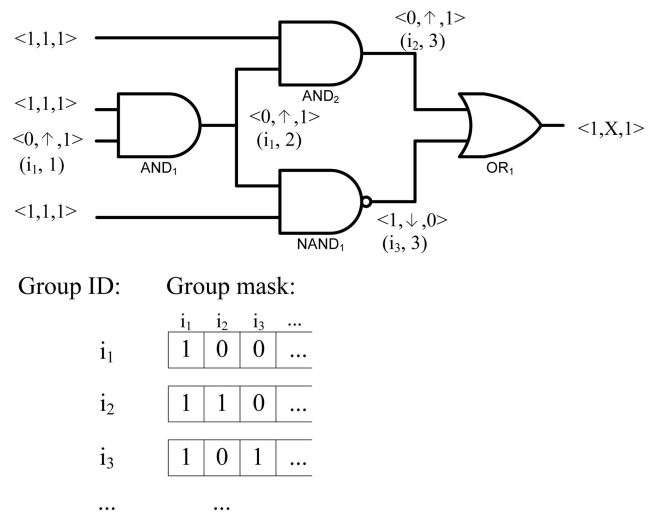 <0,↑,1>
(i₂, 3)
<1,1,1>
AND₂
<1,1,1>
<0,↑,1>
(i₁, 1)
AND₁
<0,↑,1>
(i₁, 2)
<1,X,1>
OR₁
<1,1,1>
NAND₁
<1,↓,0>
(i₃, 3)
Group ID: Group mask:
i₁ i₂ i₃ ...
i₁ 1 0 0 ...
i₂ 1 1 0 ...
i₃ 1 0 1 ...
... ...